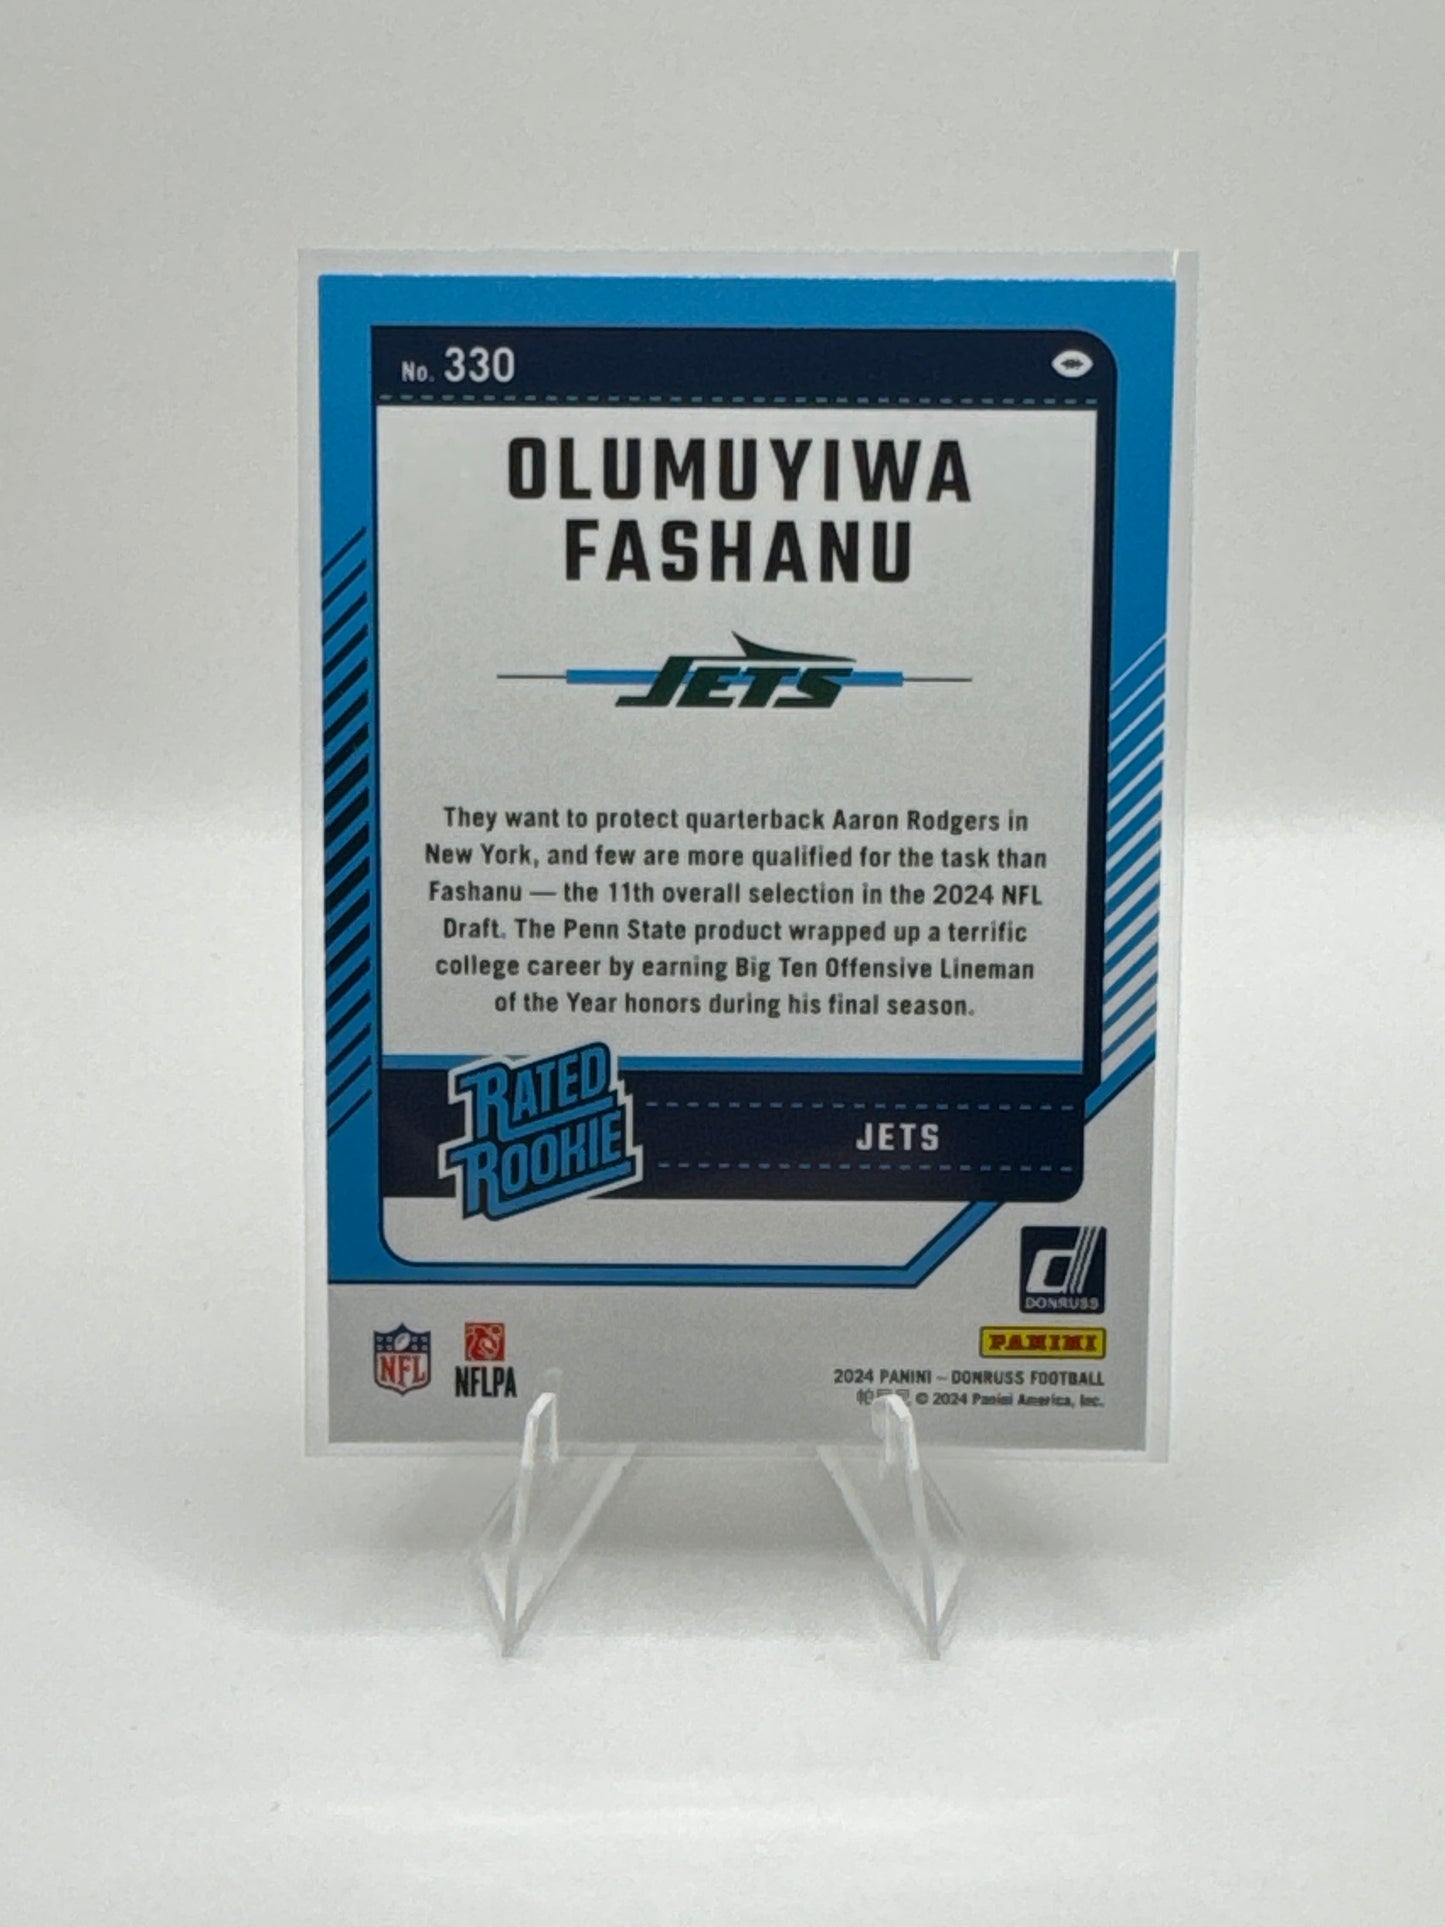 No. 330
OLUMUYIWA
FASHANU
JETS
They want to protect quarterback Aaron Rodgers in
New York, and few are more qualified for the task than
Fashanu — the 11th overall selection in the 2024 NFL
Draft. The Penn State product wrapped up a terrific
college career by earning Big Ten Offensive Lineman
of the Year honors during his final season.
RATED
ROOKIE
JETS
d
DONRUSS
PANINI
NFL
NFLPA
2024 PANINI – DONRUSS FOOTBALL
© 2024 Panini America, Inc.